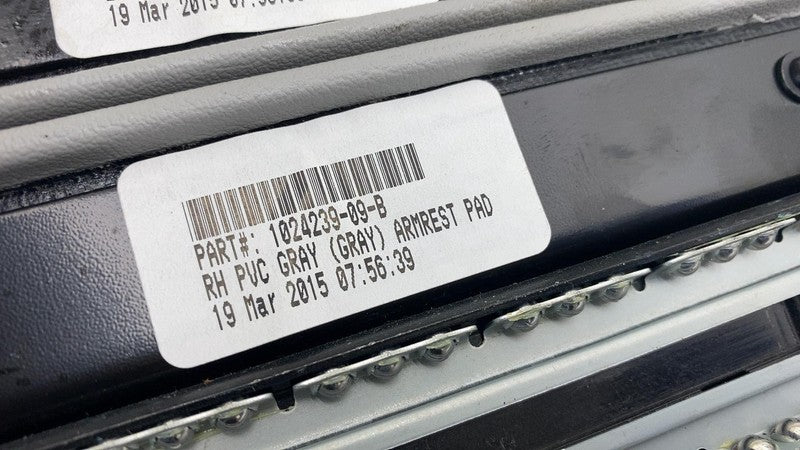 19 Mar 2015
PART#: 1024239-09-B
RH PVC GRAY (GRAY) ARMREST PAD
19 Mar 2015 07:56:39